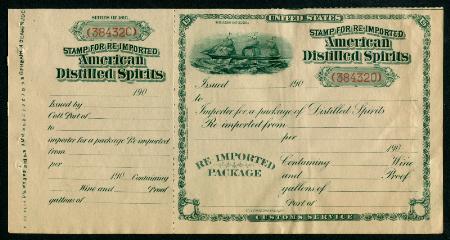 SERIES OF 1897.
(384320)
STAMP FOR RE-IMPORTED
American
Distilled Spirits
190
Issued by
Coll. Dist. of
to
importer for a package Re-imported
from
per
190 Containing
Wine and Proof
gallons of
UNITED STATES
STAMP FOR RE-IMPORTED
American
Distilled Spirits
(384320)
Issued 190
to
Importer for a package of Distilled Spirits
Re-imported from
per
190
RE IMPORTED
PACKAGE
Containing Wine
and Proof
gallons of
Port of
CUSTOMS SERVICE